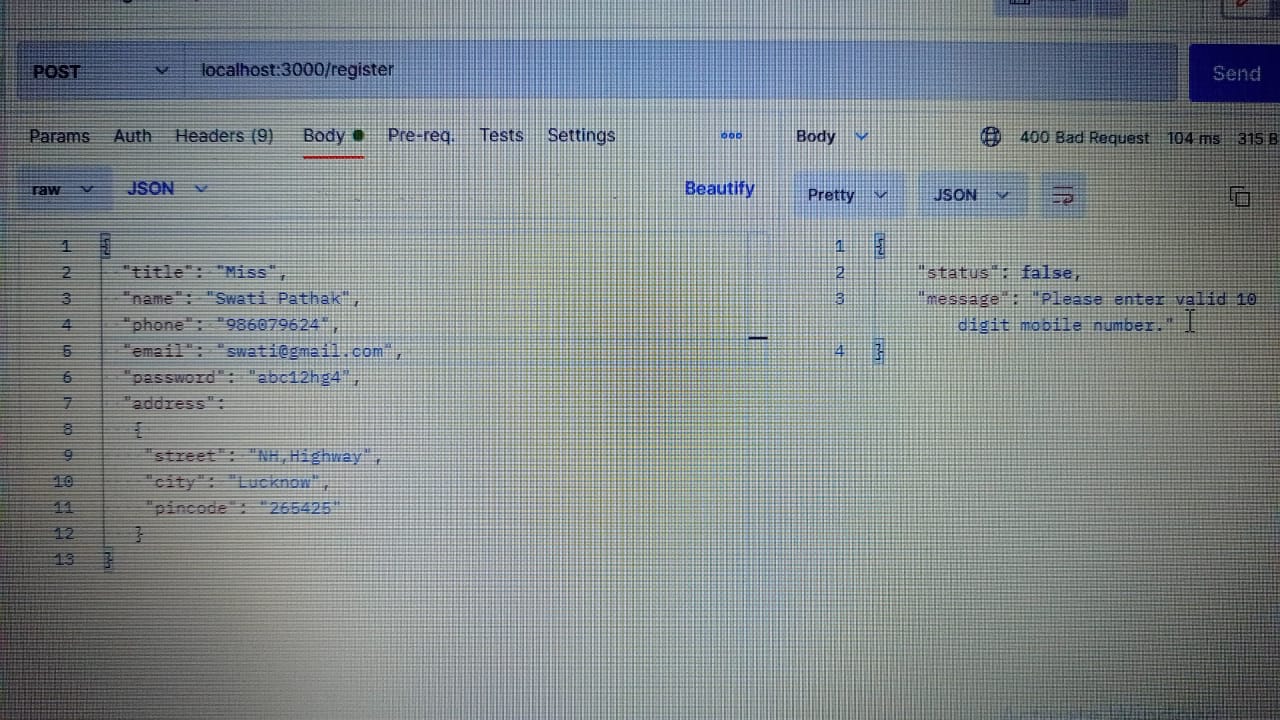 POST localhost:3000/register Send
Params Auth Headers (9) Body Pre-req. Tests Settings ooo Body 400 Bad Request 104 ms 315 B
raw JSON Beautify Pretty JSON
1 {
2 "title": "Miss",
3 "name": "Swati Pathak",
4 "phone": "986079624",
5 "email": "swati@gmail.com",
6 "password": "abc12hg4",
7 "address":
8 {
9 "street": "NH,Highway",
10 "city": "Lucknow",
11 "pincode": "265425"
12 }
13 }
1 {
2 "status": false,
3 "message": "Please enter valid 10
digit mobile number."
4 }